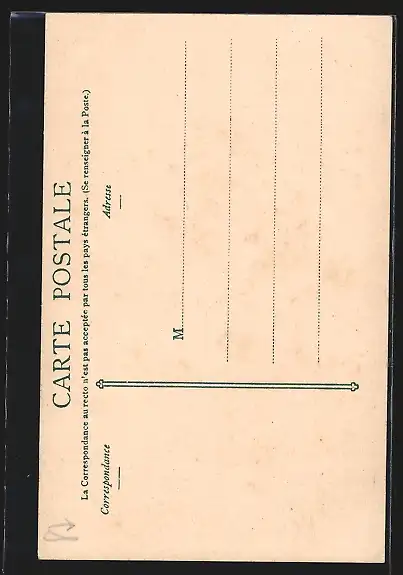 CARTE POSTALE
La Correspondance au recto n'est pas acceptée par tous les pays étrangers. (Se renseigner à la Poste.)
Correspondance
Adresse
M